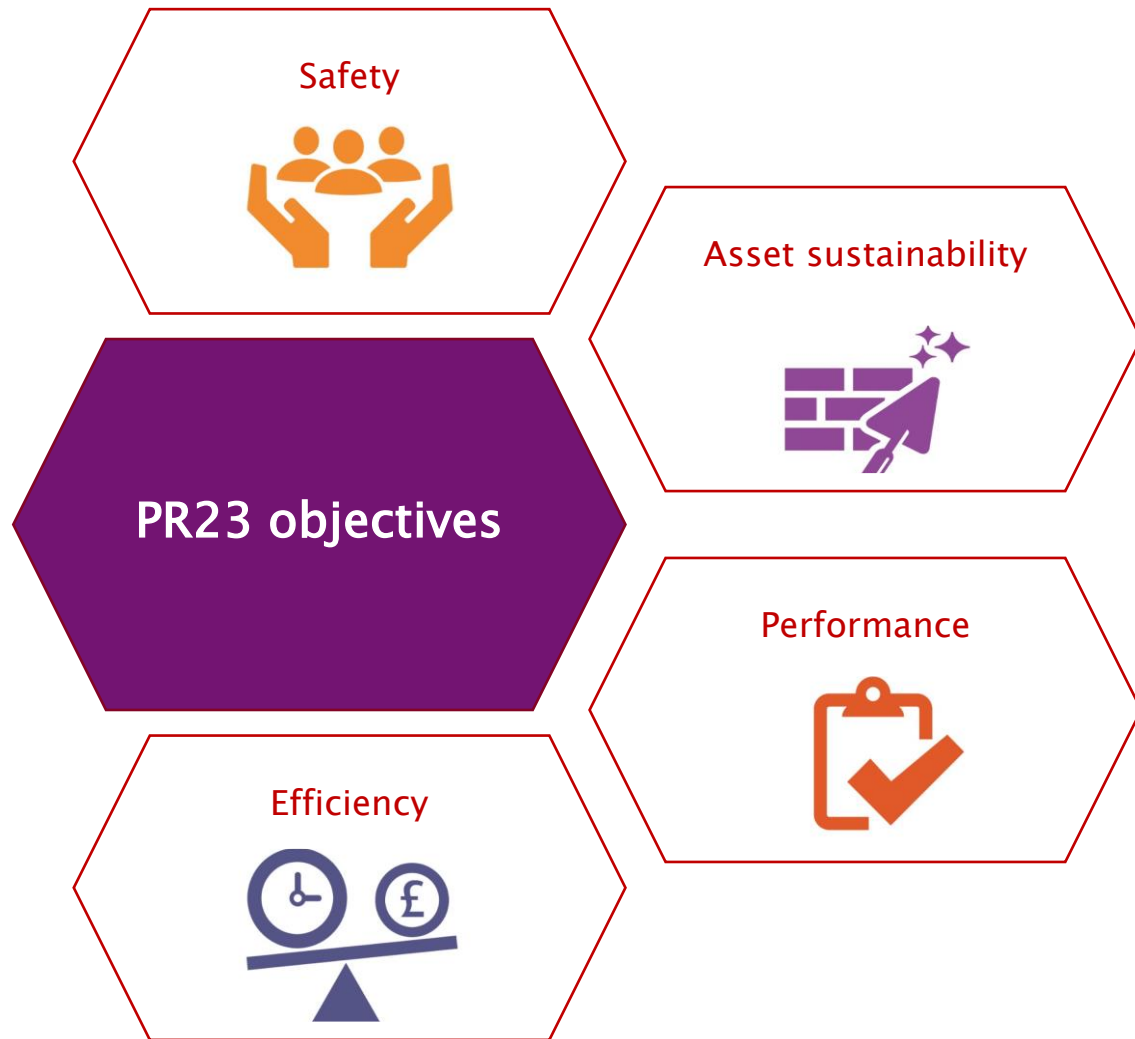 Safety
Asset sustainability
PR23 objectives
Performance
Efficiency
£